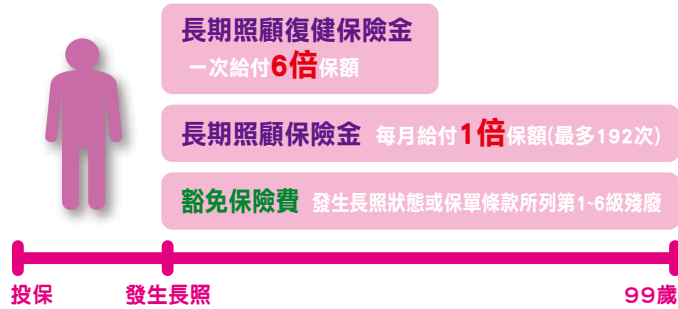 長期照顧復健保險金
一次給付6倍保額
長期照顧保險金 每月給付1倍保額(最多192次)
豁免保險費 發生長照狀態或保單條款所列第1~6級殘廢
投保 發生長照 99歲